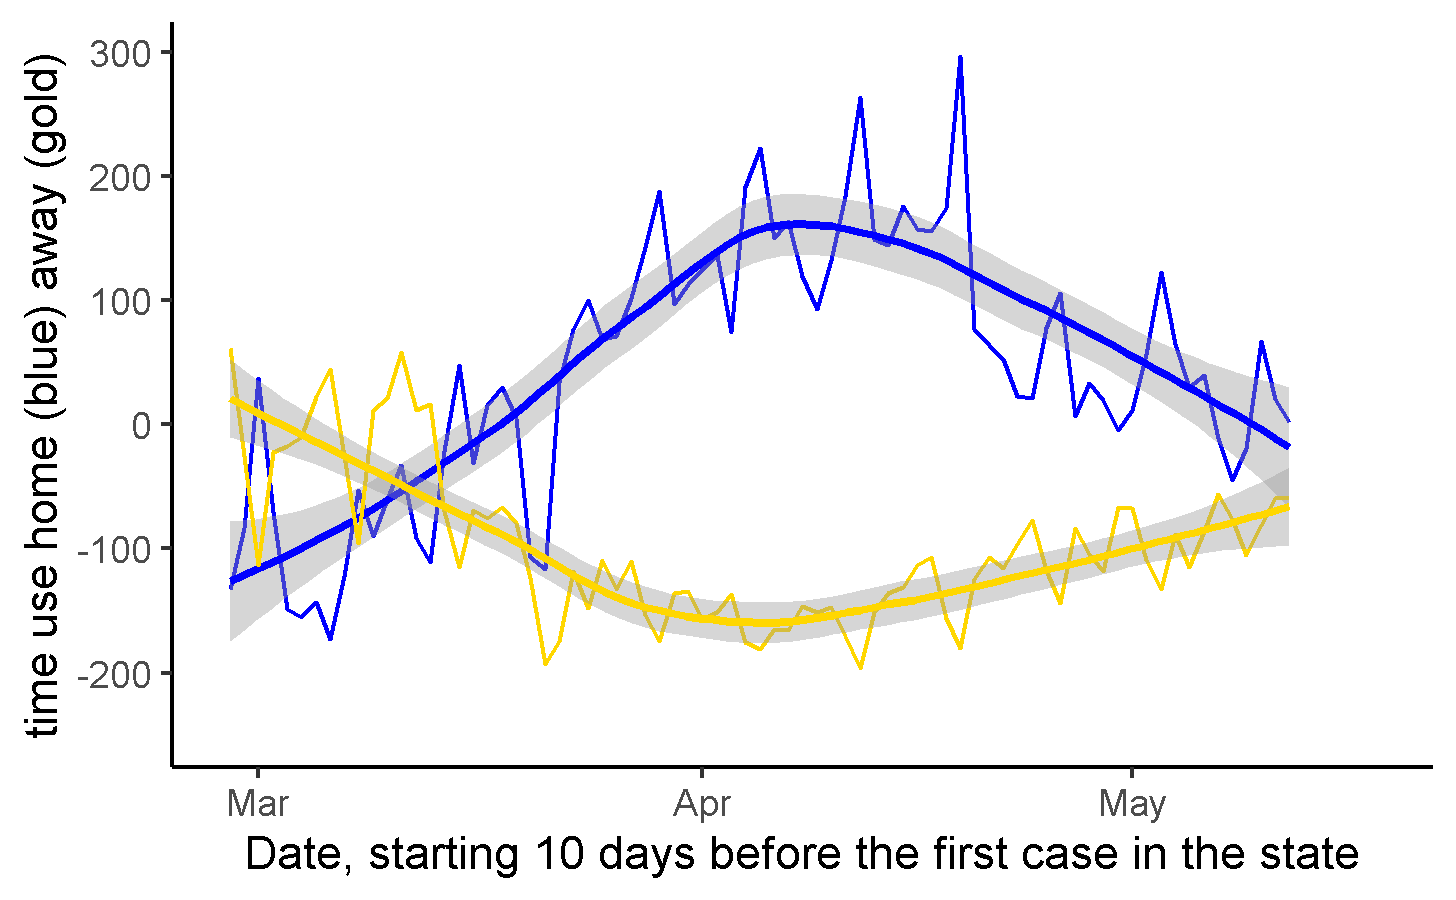 time use home (blue) away (gold)
300
200
100
0
-100
-200
Mar Apr May
Date, starting 10 days before the first case in the state